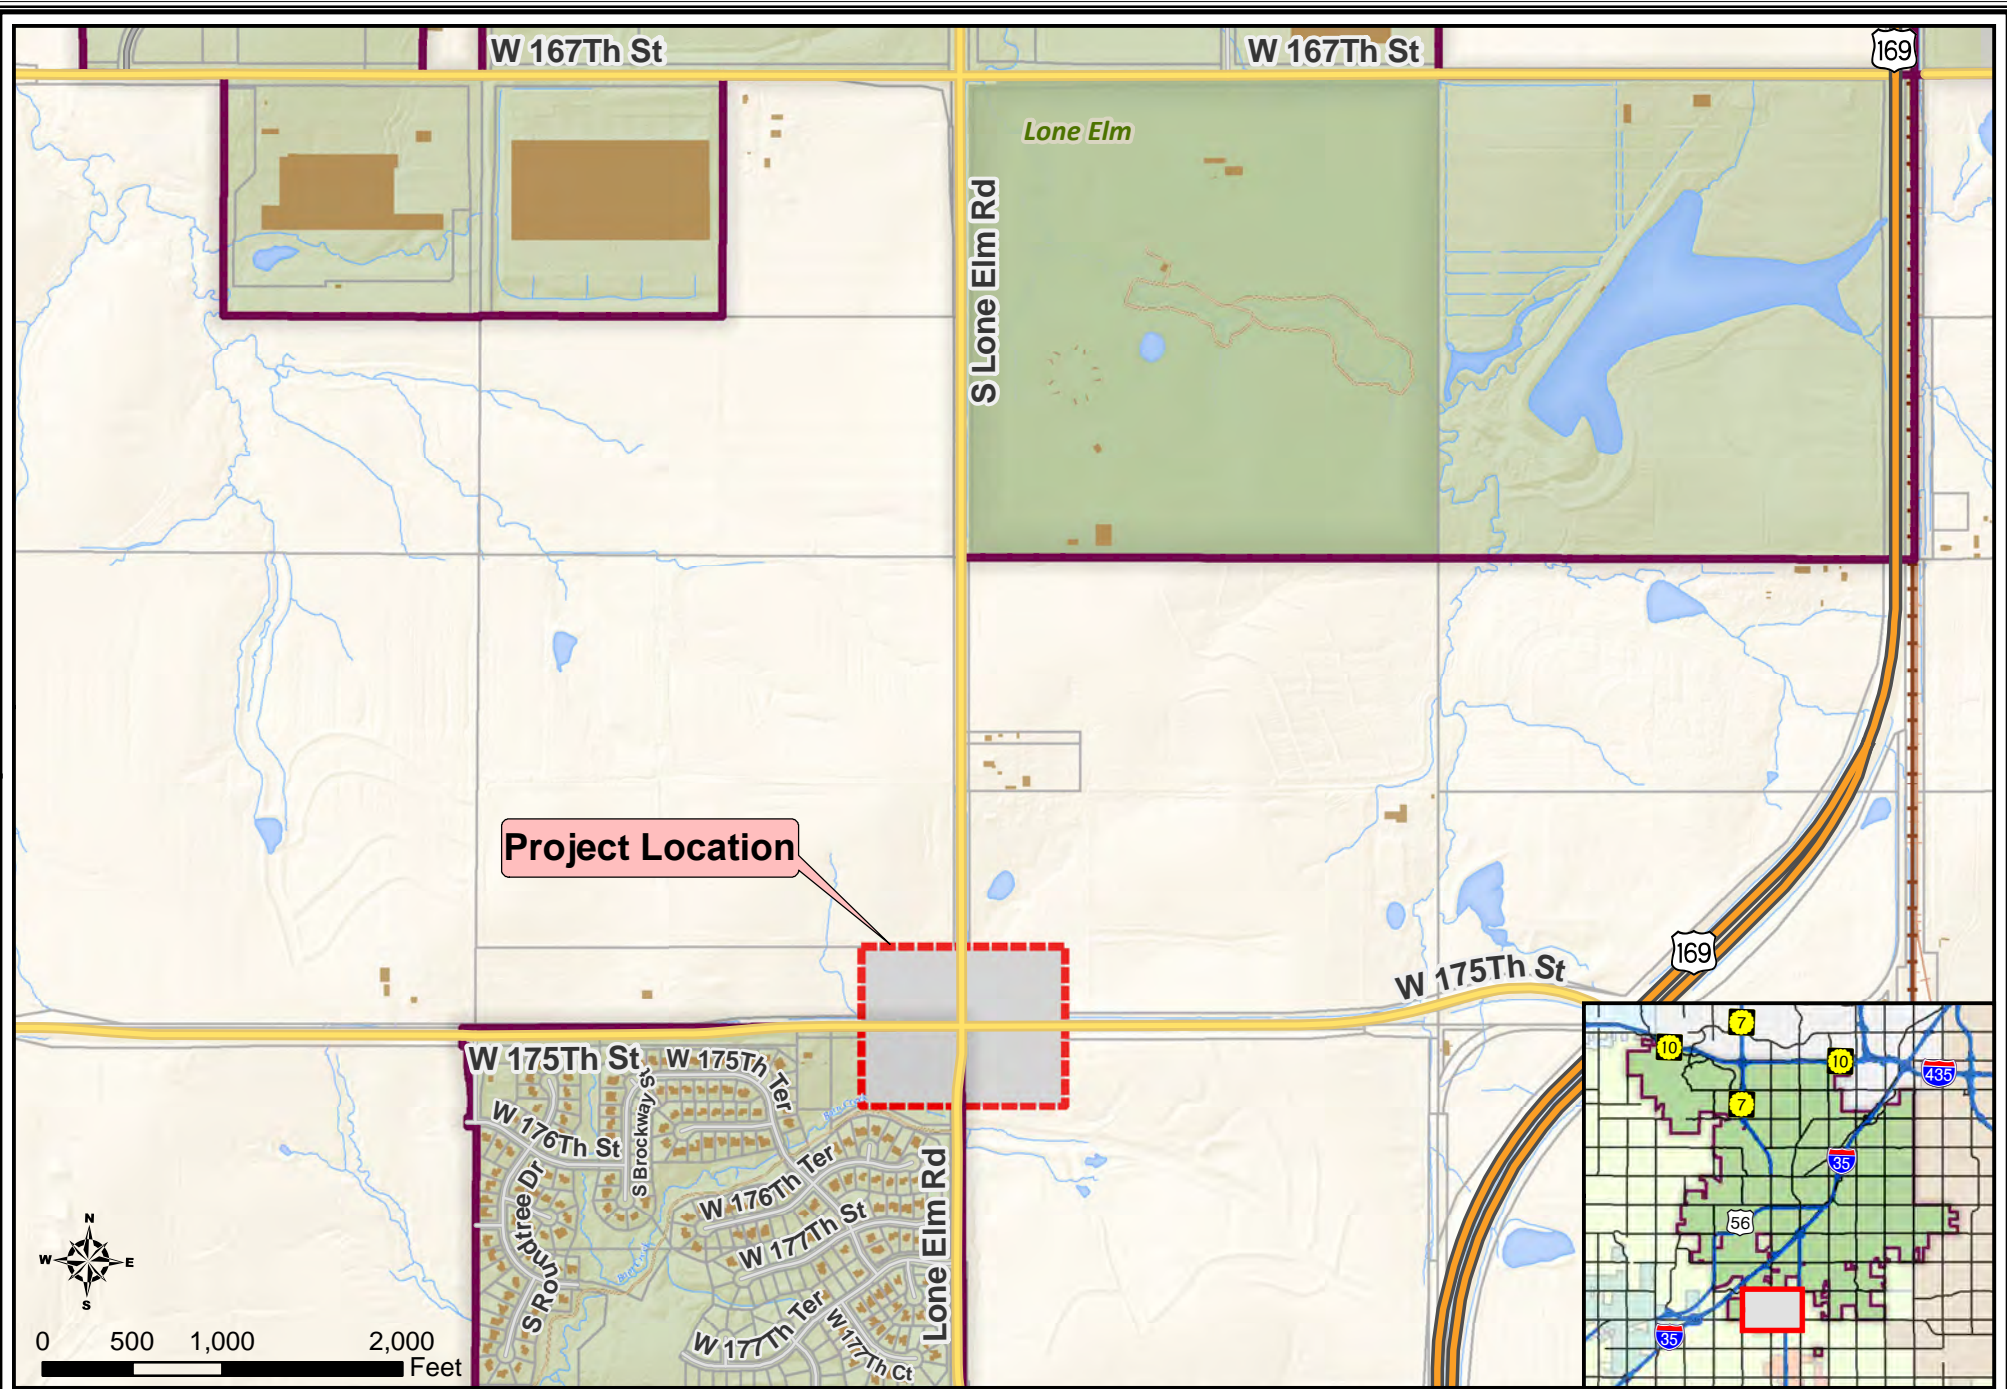 W 167Th St
W 167Th St
169
Lone Elm
S Lone Elm Rd
Project Location
169
W 175Th St
W 175Th St
W 175Th Ter
S Brockway St
W 176Th St
S Roundtree Dr
W 176Th Ter
W 177Th St
W 177Th Ter
W 177Th Ct
Lone Elm Rd
N
W
E
S
0 500 1,000 2,000
Feet
7
10
10
435
7
35
56
35